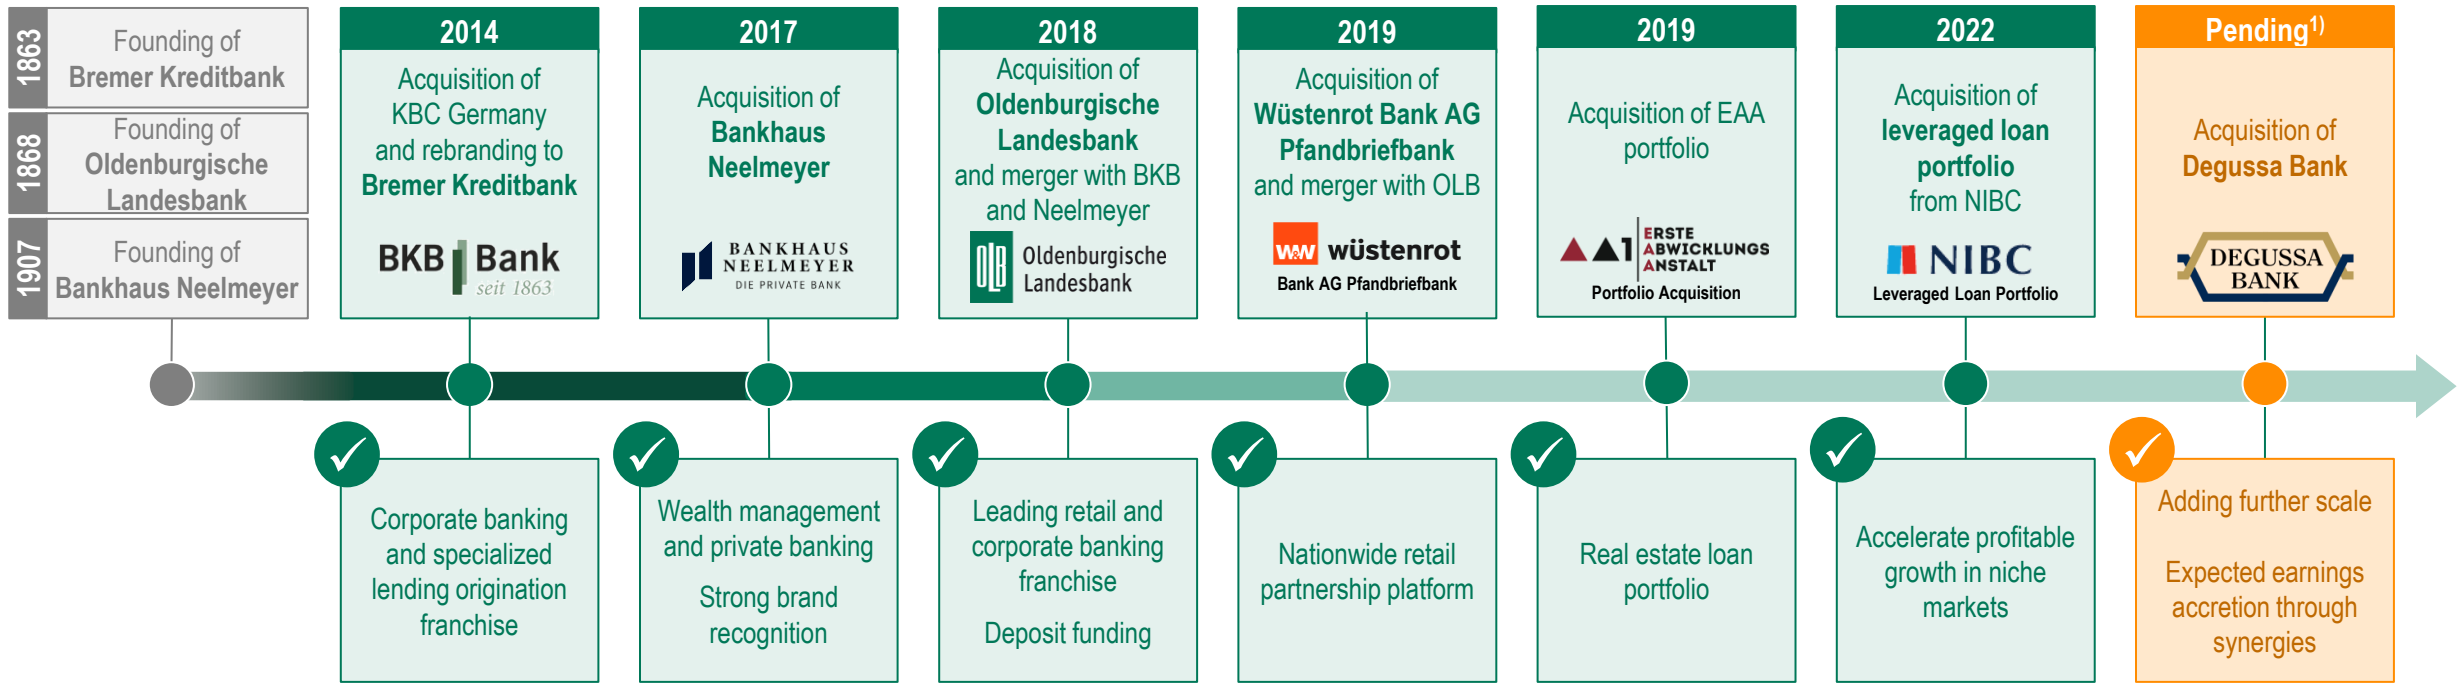 1863
Founding of
Bremer Kreditbank
1868
Founding of
Oldenburgische
Landesbank
1907
Founding of
Bankhaus Neelmeyer
2014
Acquisition of
KBC Germany
and rebranding to
Bremer Kreditbank
BKB Bank
seit 1863
2017
Acquisition of
Bankhaus
Neelmeyer
BANKHAUS
NEELMEYER
DIE PRIVATE BANK
2018
Acquisition of
Oldenburgische
Landesbank
and merger with BKB
and Neelmeyer
OLB
Oldenburgische
Landesbank
2019
Acquisition of
Wüstenrot Bank AG
Pfandbriefbank
and merger with OLB
W&W wüstenrot
Bank AG Pfandbriefbank
2019
Acquisition of EAA
portfolio
1
ERSTE
ABWICKLUNGS
ANSTALT
Portfolio Acquisition
2022
Acquisition of
leveraged loan
portfolio
from NIBC
NIBC
Leveraged Loan Portfolio
Pending1)
Acquisition of
Degussa Bank
DEGUSSA
BANK
Corporate banking
and specialized
lending origination
franchise
Wealth management
and private banking
Strong brand
recognition
Leading retail and
corporate banking
franchise
Deposit funding
Nationwide retail
partnership platform
Real estate loan
portfolio
Accelerate profitable
growth in niche
markets
Adding further scale
Expected earnings
accretion through
synergies